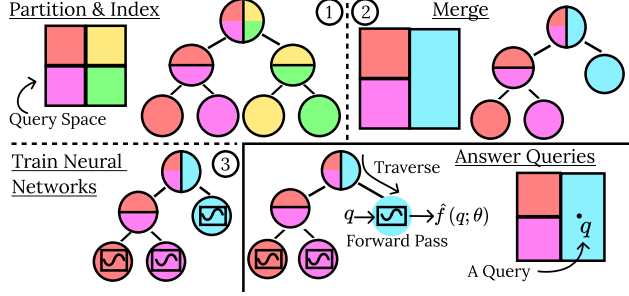 Partition & Index
1
Query Space
2
Merge
Train Neural
Networks
3
Answer Queries
Traverse
q
f̂(q;θ)
Forward Pass
q
A Query